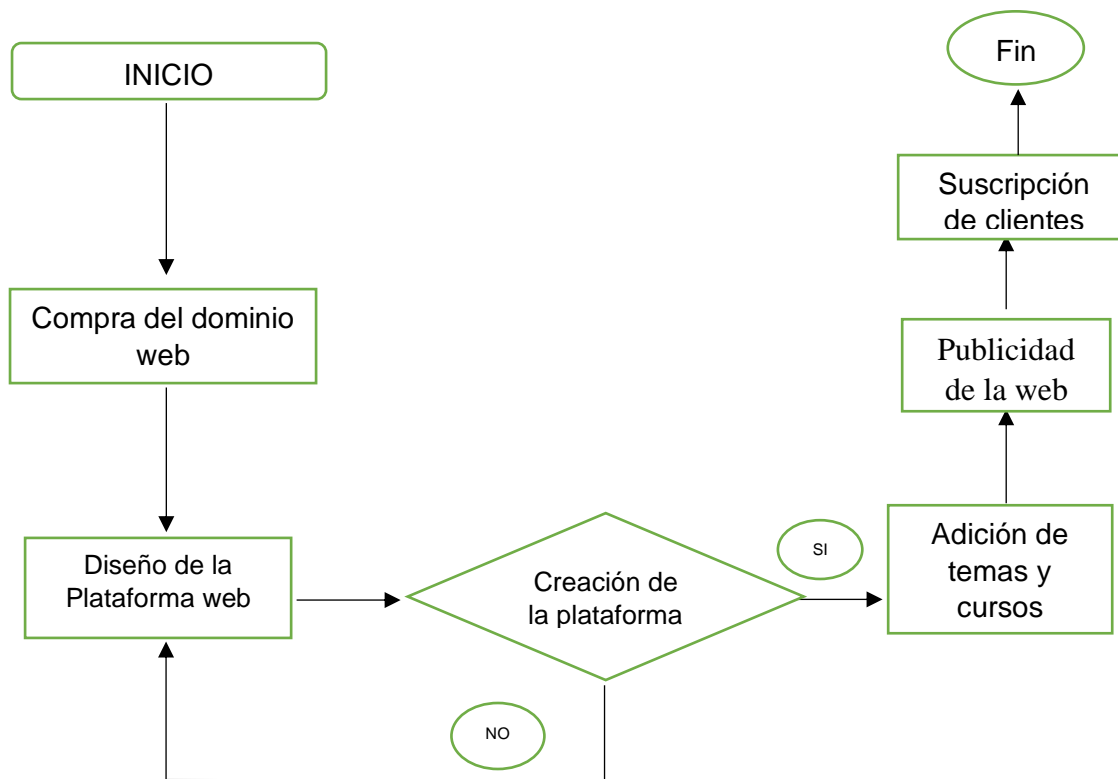 INICIO
Compra del dominio
web
Diseño de la
Plataforma web
Creación de
la plataforma
NO
SI
Adición de
temas y
cursos
Publicidad
de la web
Suscripción
de clientes
Fin